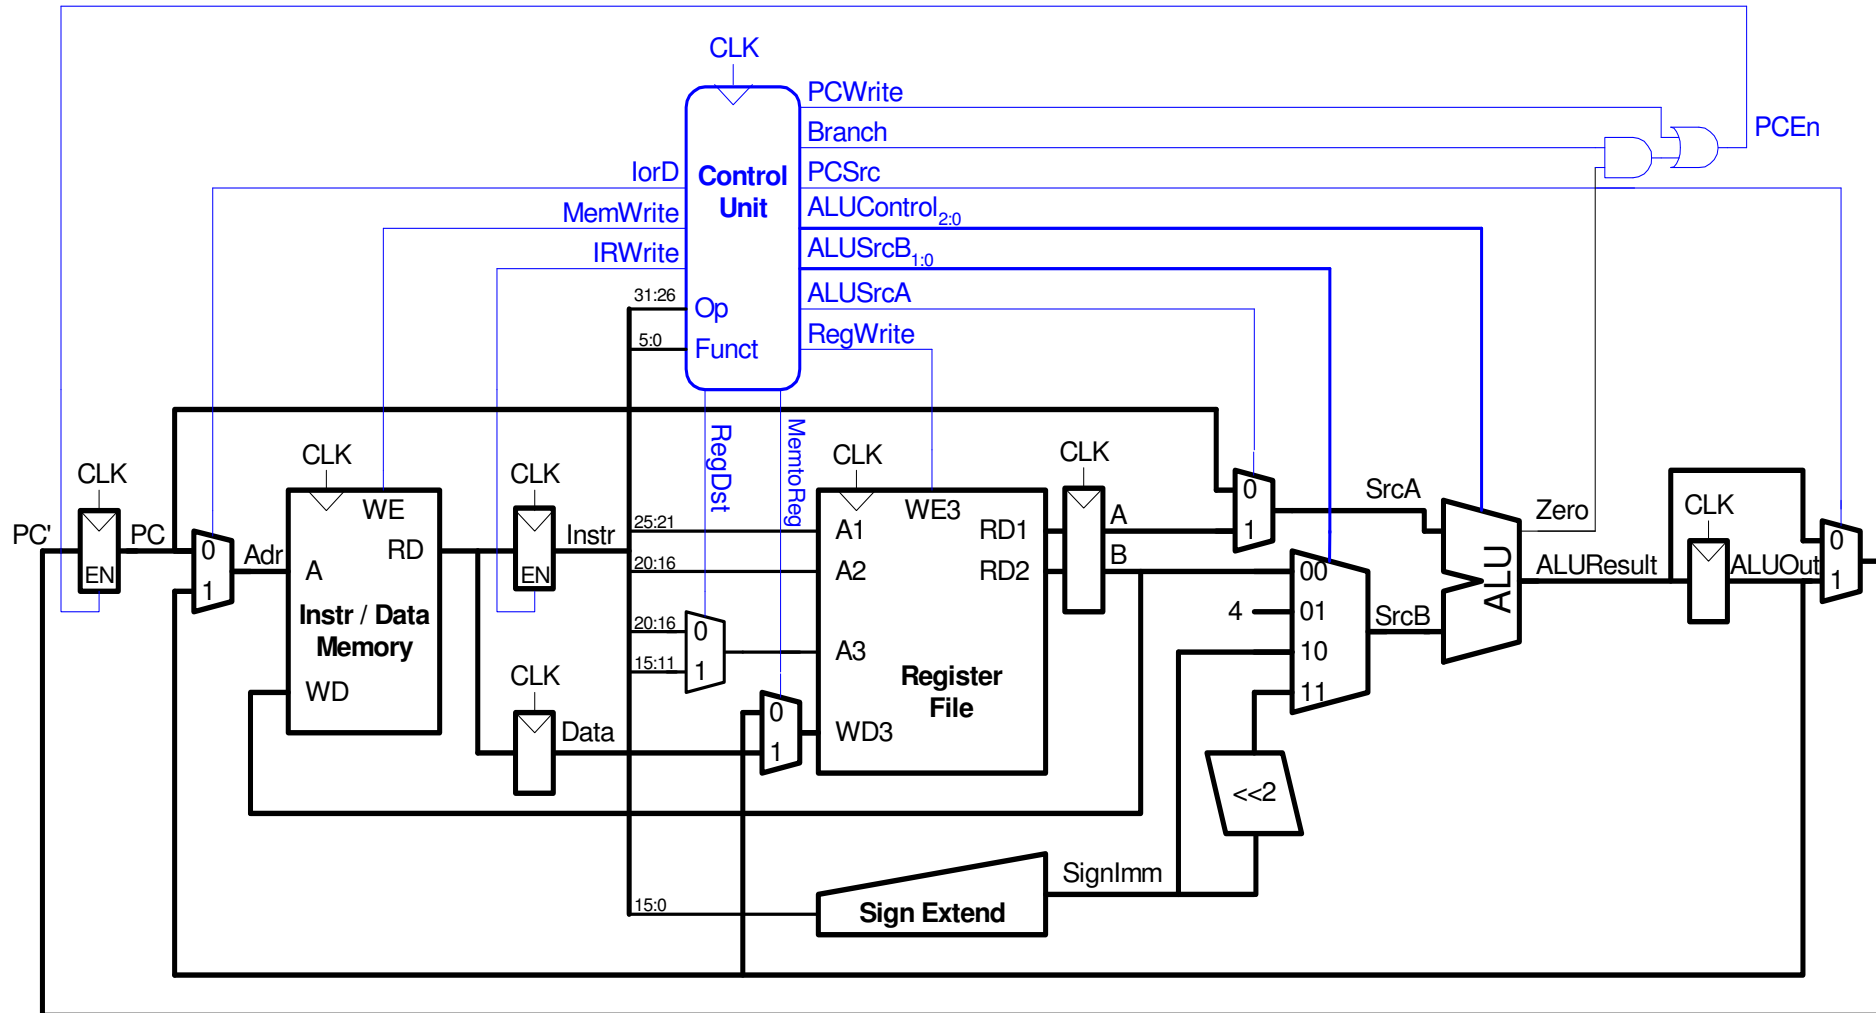 CLK
PCWrite
Branch
PCEn
IorD
Control
Unit
PCSrc
MemWrite
ALUControl2:0
IRWrite
ALUSrcB1:0
31:26
Op
ALUSrcA
5:0
Funct
RegWrite
RegDst
MemtoReg
CLK
CLK
CLK
CLK
CLK
CLK
PC'
EN
PC
0
1
Adr
WE
A
RD
Instr / Data
Memory
WD
EN
Instr
25:21
20:16
20:16
0
15:11
1
CLK
Data
0
1
WE3
A1
RD1
A2
RD2
A3
Register
File
WD3
A
B
0
1
SrcA
00
4
01
10
11
SrcB
ALU
Zero
ALUResult
ALUOut
0
1
<<2
SignImm
15:0
Sign Extend